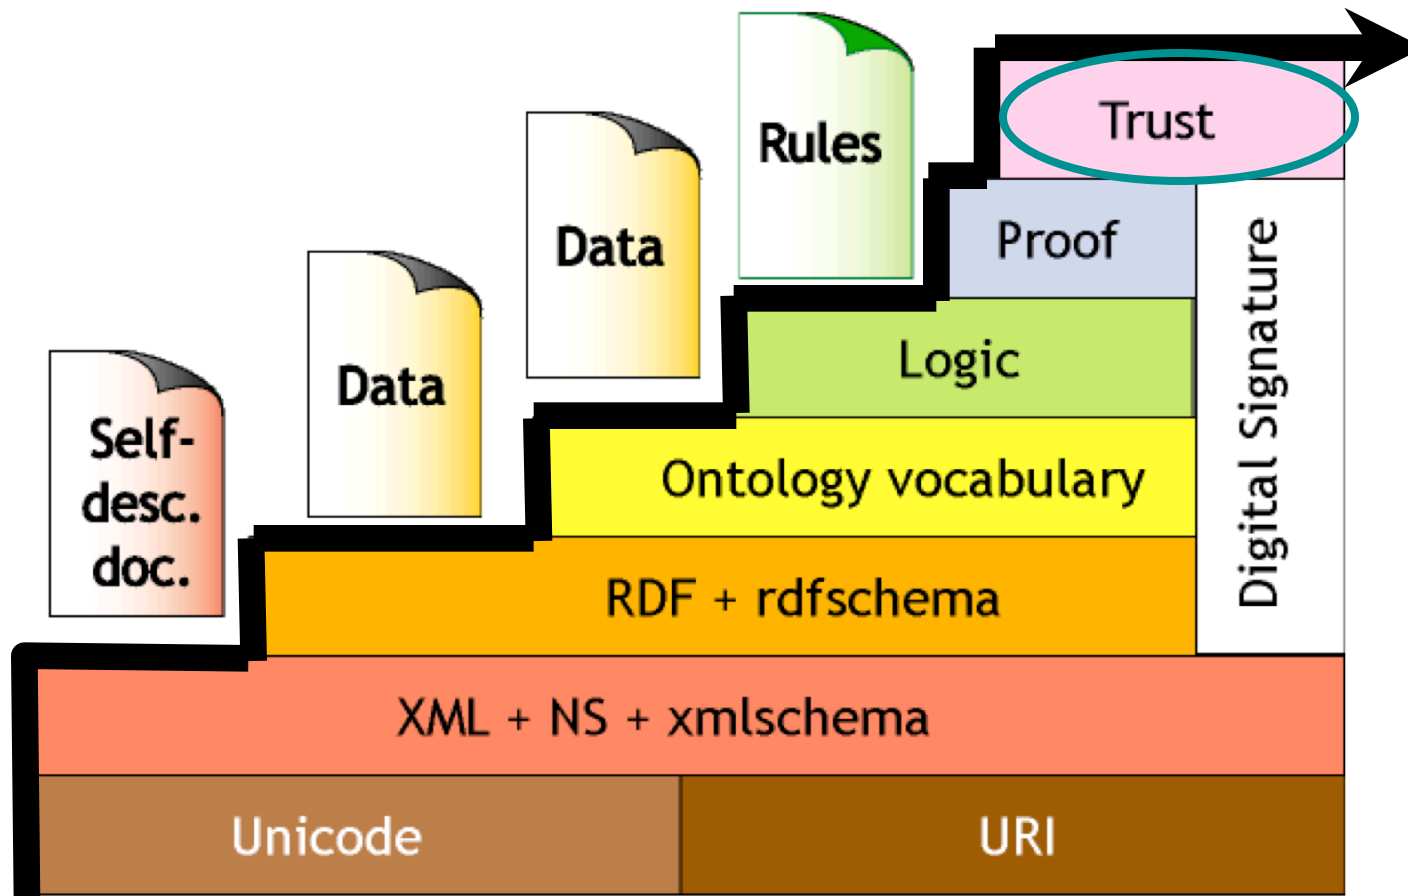 Rules
Trust
Data
Proof
Data
Logic
Self-
desc.
doc.
Ontology vocabulary
Digital Signature
RDF + rdfschema
XML + NS + xmlschema
Unicode
URI